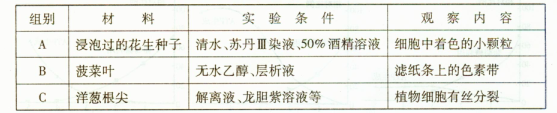 组别 材 料 实 验 条 件 观 察 内 容
A 浸泡过的花生种子 清水、苏丹Ⅲ染液、50%酒精溶液 细胞中着色的小颗粒
B 菠菜叶 无水乙醇、层析液 滤纸条上的色素带
C 洋葱根尖 解离液、龙胆紫溶液等 植物细胞有丝分裂